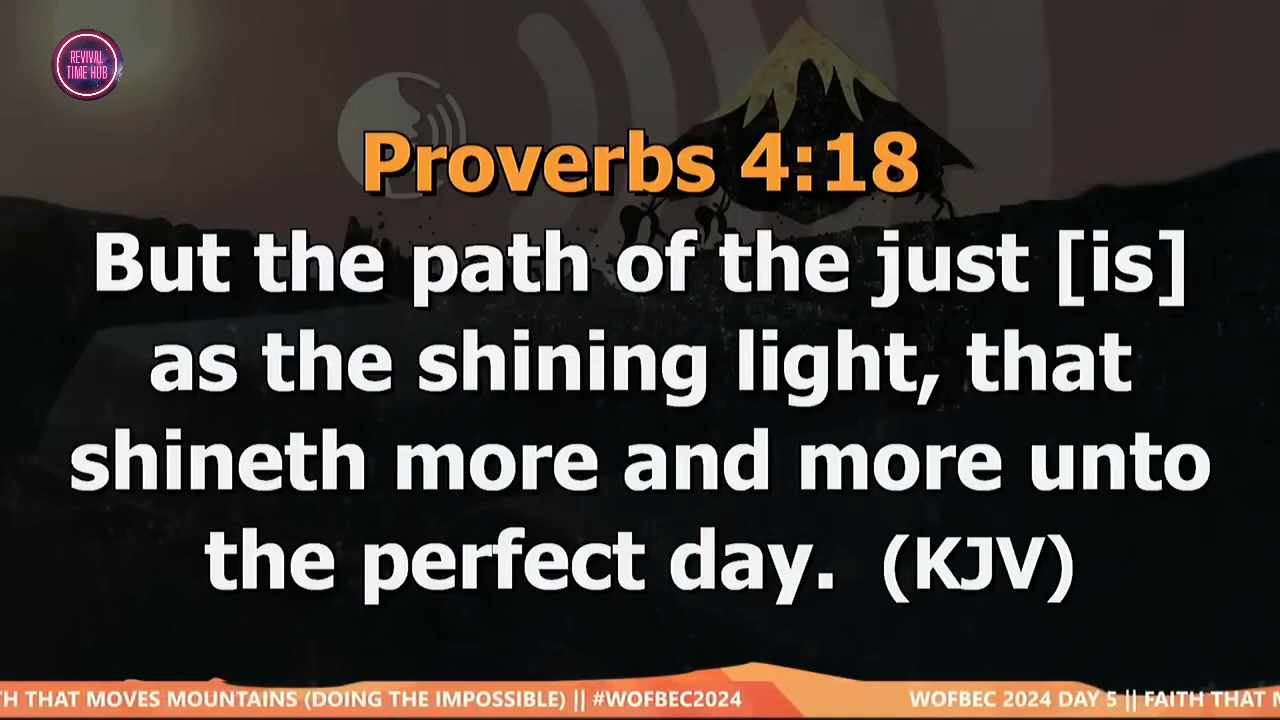 REVIVAL
TIME HUB
Proverbs 4:18
But the path of the just [is]
as the shining light, that
shineth more and more unto
the perfect day. (KJV)
TH THAT MOVES MOUNTAINS (DOING THE IMPOSSIBLE) || #WOFBEC2024 WOFBEC 2024 DAY 5 || FAITH THAT M